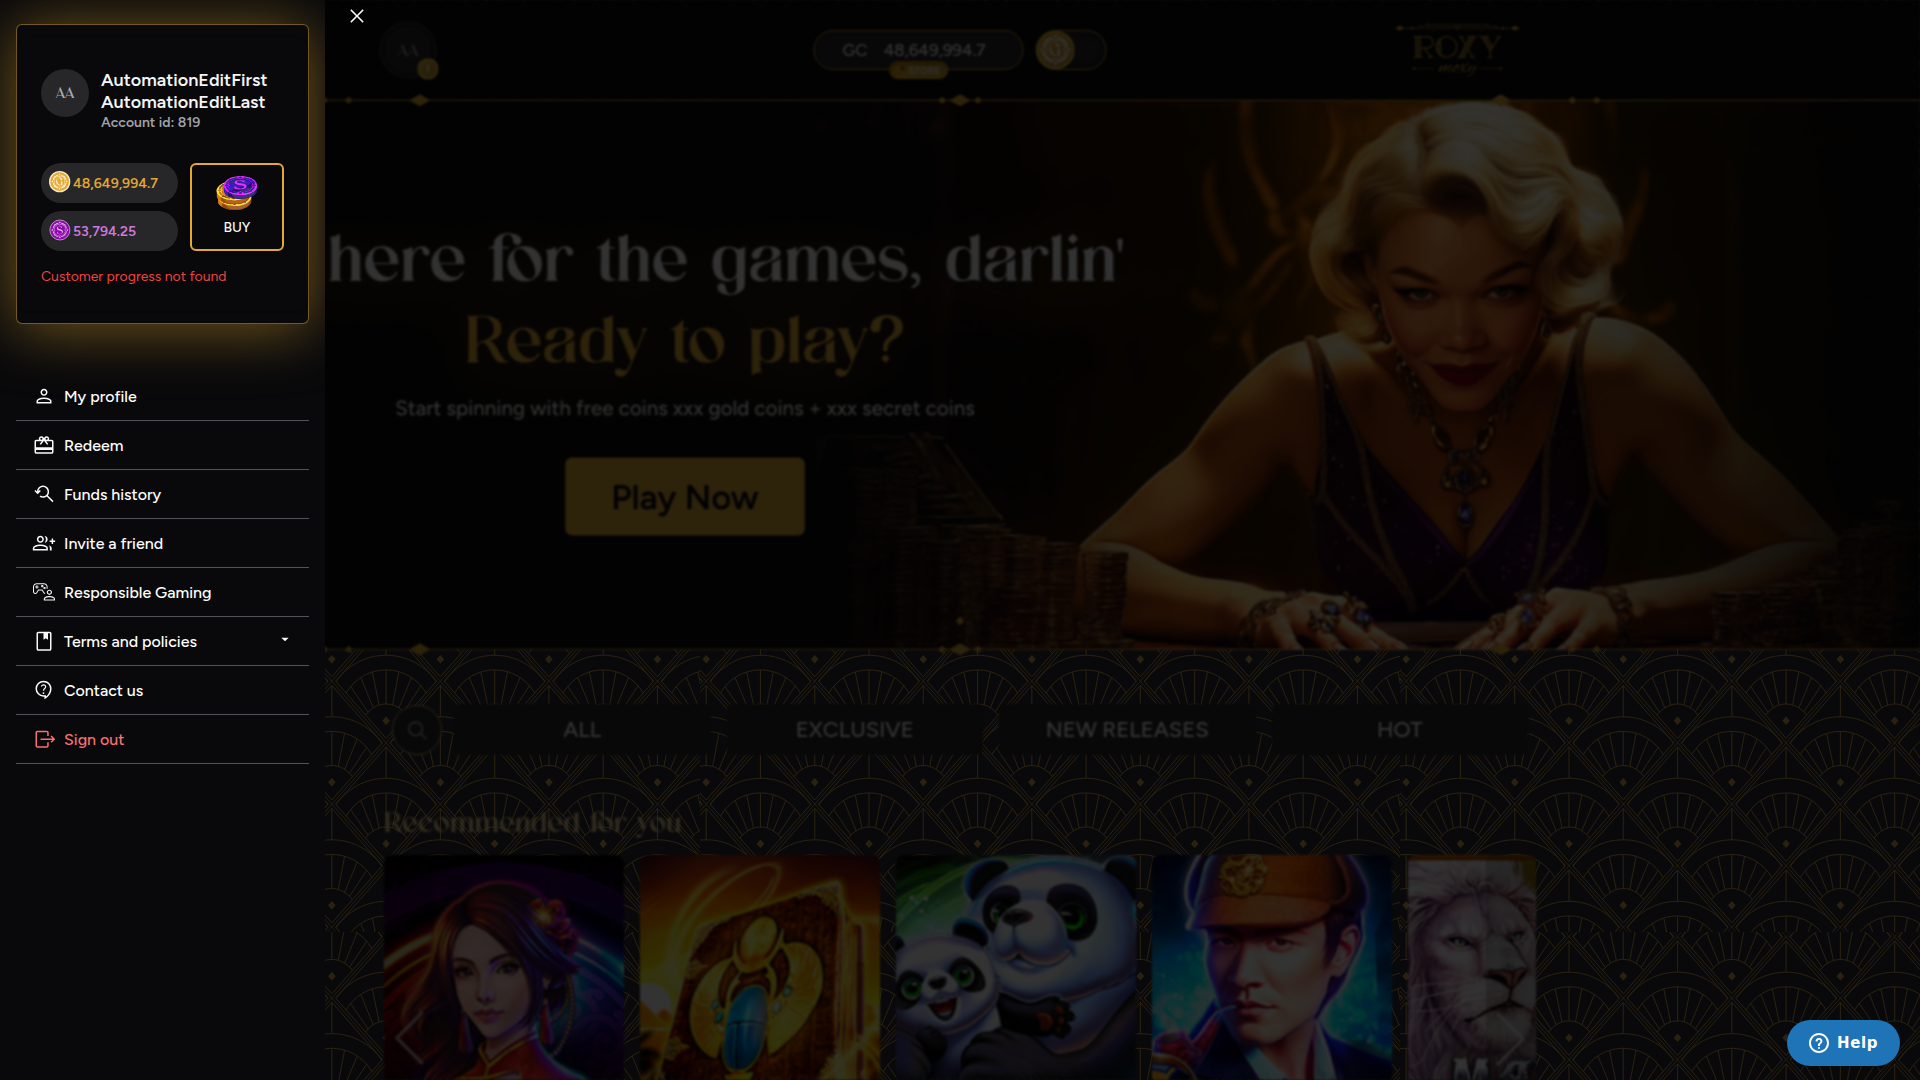 AA
AutomationEditFirst
AutomationEditLast
Account id: 819
48,649,994.7
53,794.25
BUY
Customer progress not found
My profile
Redeem
Funds history
Invite a friend
Responsible Gaming
Terms and policies
Contact us
Sign out
AA
GC 48,649,994.7
ROXY
moxy
here for the games, darlin'
Ready to play?
Start spinning with free coins xxx gold coins + xxx secret coins
Play Now
ALL
EXCLUSIVE
NEW RELEASES
HOT
Recommended for you
Help